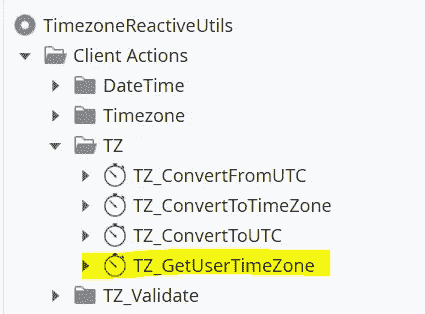 TimezoneReactiveUtils
Client Actions
DateTime
Timezone
TZ
TZ_ConvertFromUTC
TZ_ConvertToTimeZone
TZ_ConvertToUTC
TZ_GetUserTimeZone
TZ_Validate